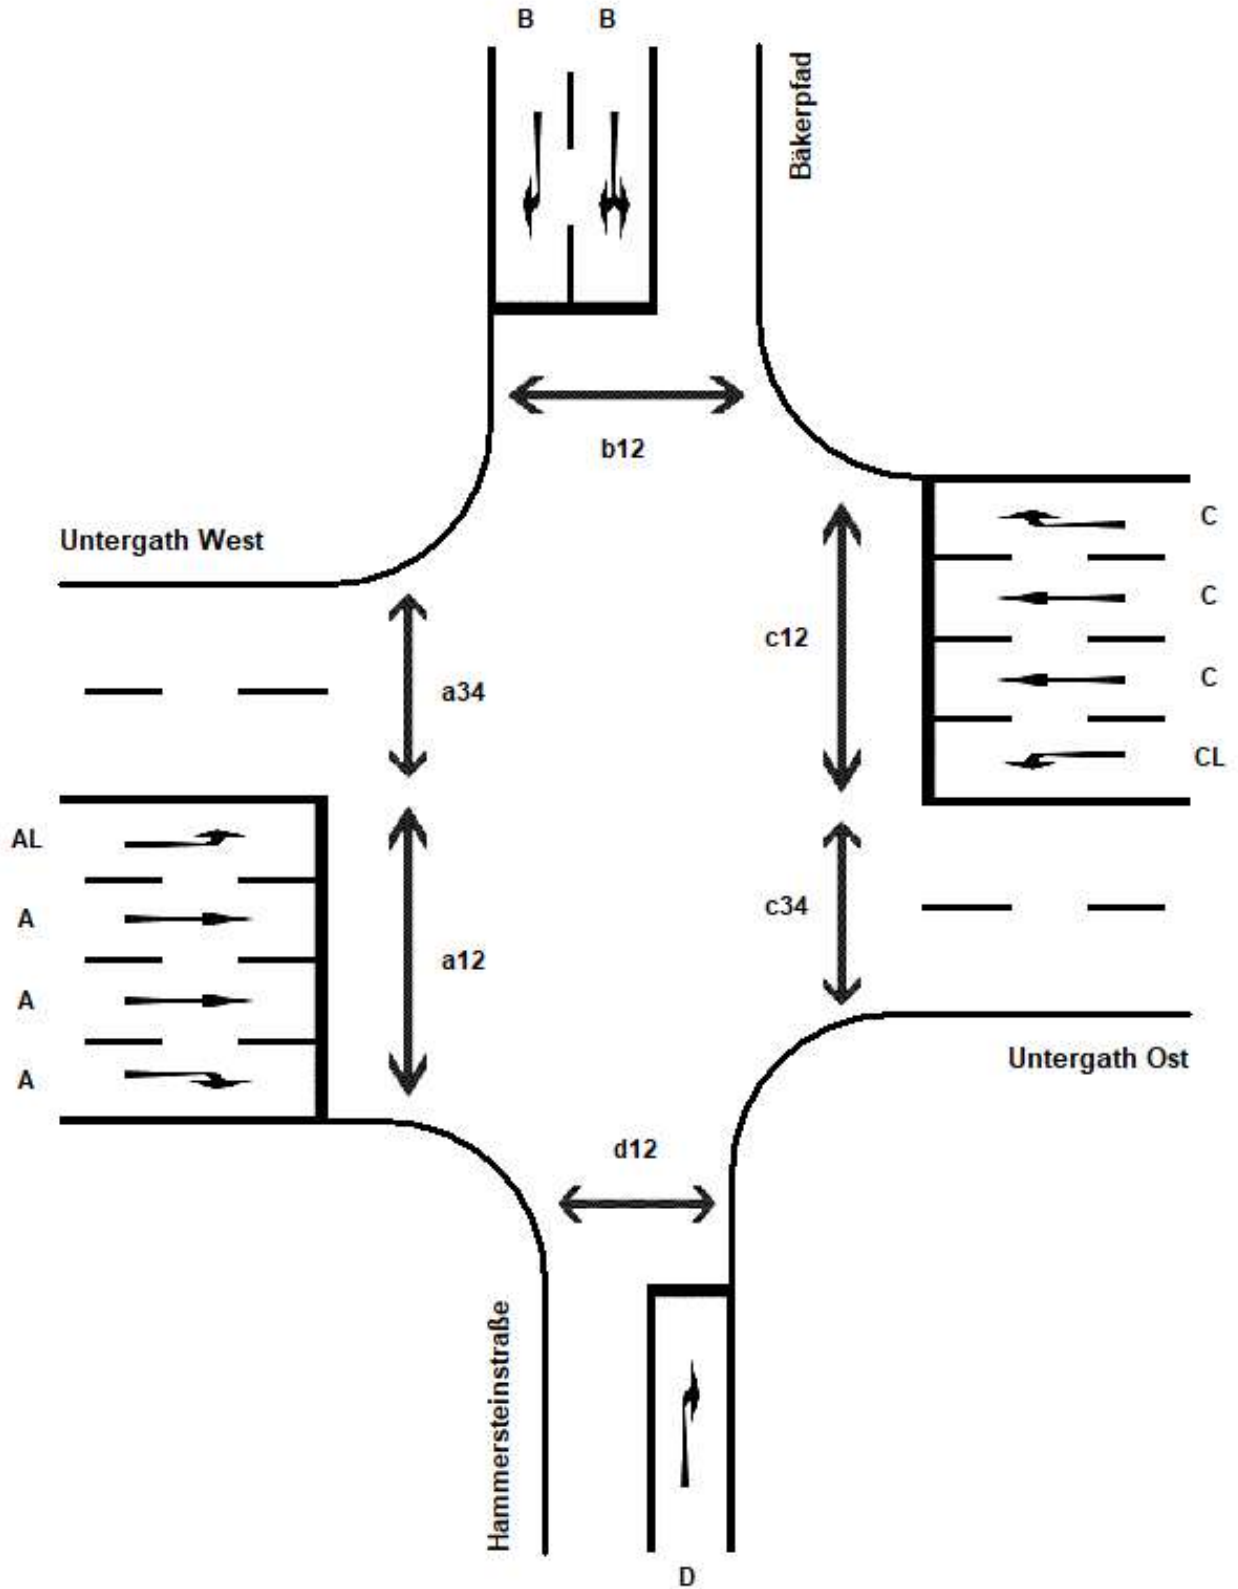 B B
Bäkerpfad
b12
Untergath West
C
C
c12
a34
C
CL
AL
A
c34
a12
A
A
Untergath Ost
d12
Hammersteinstraße
D